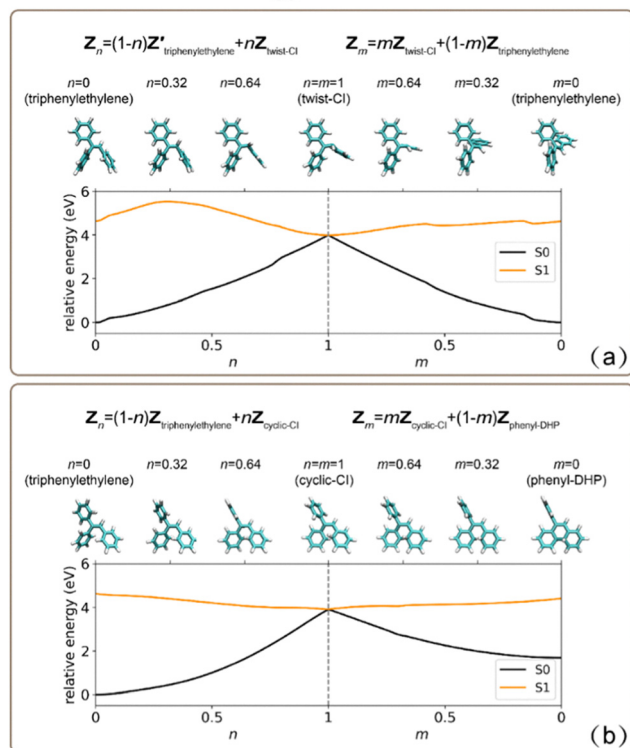 Zn=(1-n)Z′triphenylethylene+nZtwist-CI Zm=mZtwist-CI+(1-m)Ztriphenylethylene
n=0 n=0.32 n=0.64 n=m=1 m=0.64 m=0.32 m=0
(triphenylethylene) (twist-CI) (triphenylethylene)
6
4
2
0
relative energy (eV)
S0
S1
0 0.5 1 0.5 0
n m
(a)
Zn=(1-n)Ztriphenylethylene+nZcyclic-CI Zm=mZcyclic-CI+(1-m)Zphenyl-DHP
n=0 n=0.32 n=0.64 n=m=1 m=0.64 m=0.32 m=0
(triphenylethylene) (cyclic-CI) (phenyl-DHP)
6
4
2
0
relative energy (eV)
S0
S1
0 0.5 1 0.5 0
n m
(b)